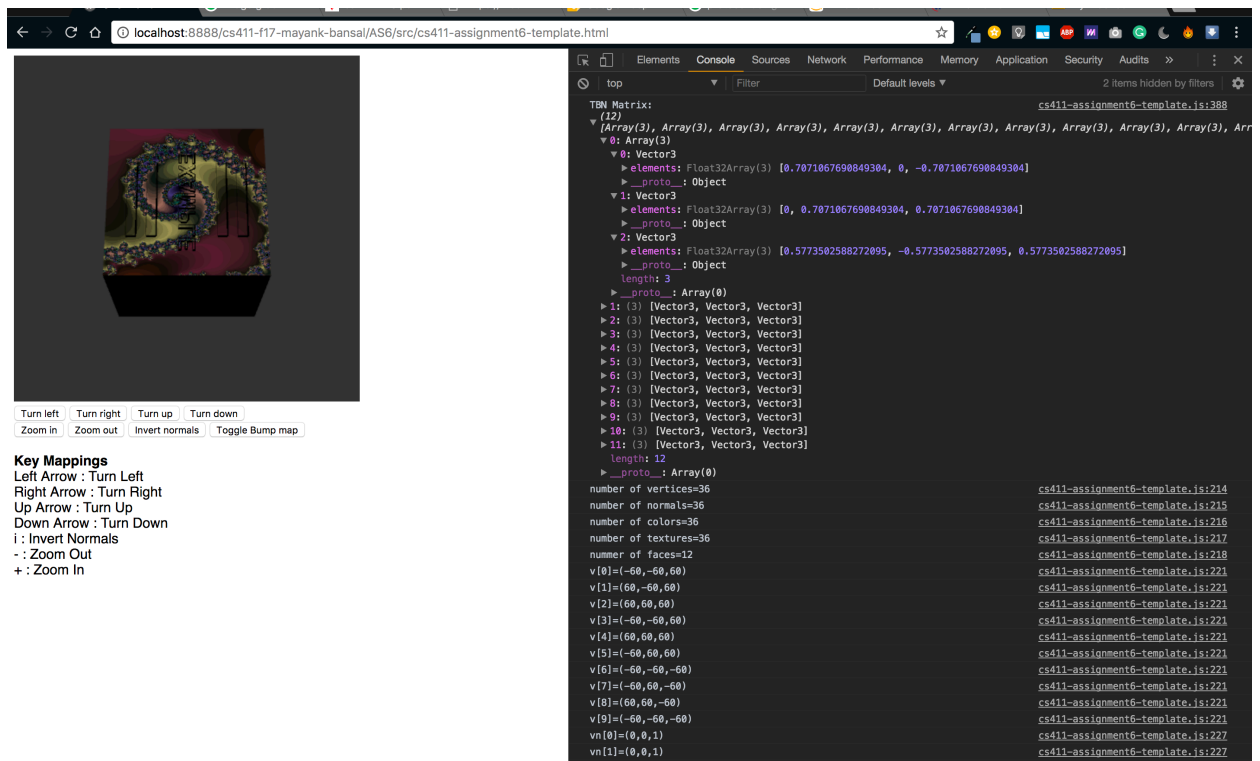 localhost:8888/cs411-f17-mayank-bansal/AS6/src/cs411-assignment6-template.html
ABP
Elements Console Sources Network Performance Memory Application Security Audits »
top Filter Default levels ▼ 2 items hidden by filters
EXAMPLE
Turn left Turn right Turn up Turn down
Zoom in Zoom out Invert normals Toggle Bump map
Key Mappings
Left Arrow : Turn Left
Right Arrow : Turn Right
Up Arrow : Turn Up
Down Arrow : Turn Down
i : Invert Normals
- : Zoom Out
+ : Zoom In
TBN Matrix: cs411-assignment6-template.js:388
(12)
[Array(3), Array(3), Array(3), Array(3), Array(3), Array(3), Array(3), Array(3), Array(3), Array(3), Array(3), Arr
▼0: Array(3)
▼0: Vector3
▶elements: Float32Array(3) [0.7071067690849304, 0, -0.7071067690849304]
▶__proto__: Object
▼1: Vector3
▶elements: Float32Array(3) [0, 0.7071067690849304, 0.7071067690849304]
▶__proto__: Object
▼2: Vector3
▶elements: Float32Array(3) [0.5773502588272095, -0.5773502588272095, 0.5773502588272095]
▶__proto__: Object
length: 3
▶__proto__: Array(0)
▶1: (3) [Vector3, Vector3, Vector3]
▶2: (3) [Vector3, Vector3, Vector3]
▶3: (3) [Vector3, Vector3, Vector3]
▶4: (3) [Vector3, Vector3, Vector3]
▶5: (3) [Vector3, Vector3, Vector3]
▶6: (3) [Vector3, Vector3, Vector3]
▶7: (3) [Vector3, Vector3, Vector3]
▶8: (3) [Vector3, Vector3, Vector3]
▶9: (3) [Vector3, Vector3, Vector3]
▶10: (3) [Vector3, Vector3, Vector3]
▶11: (3) [Vector3, Vector3, Vector3]
length: 12
▶__proto__: Array(0)
number of vertices=36 cs411-assignment6-template.js:214
number of normals=36 cs411-assignment6-template.js:215
number of colors=36 cs411-assignment6-template.js:216
number of textures=36 cs411-assignment6-template.js:217
nummer of faces=12 cs411-assignment6-template.js:218
v[0]=(-60,-60,60) cs411-assignment6-template.js:221
v[1]=(60,-60,60) cs411-assignment6-template.js:221
v[2]=(60,60,60) cs411-assignment6-template.js:221
v[3]=(-60,-60,60) cs411-assignment6-template.js:221
v[4]=(60,60,60) cs411-assignment6-template.js:221
v[5]=(-60,60,60) cs411-assignment6-template.js:221
v[6]=(-60,-60,-60) cs411-assignment6-template.js:221
v[7]=(-60,60,-60) cs411-assignment6-template.js:221
v[8]=(60,60,-60) cs411-assignment6-template.js:221
v[9]=(-60,-60,-60) cs411-assignment6-template.js:221
vn[0]=(0,0,1) cs411-assignment6-template.js:227
vn[1]=(0,0,1) cs411-assignment6-template.js:227